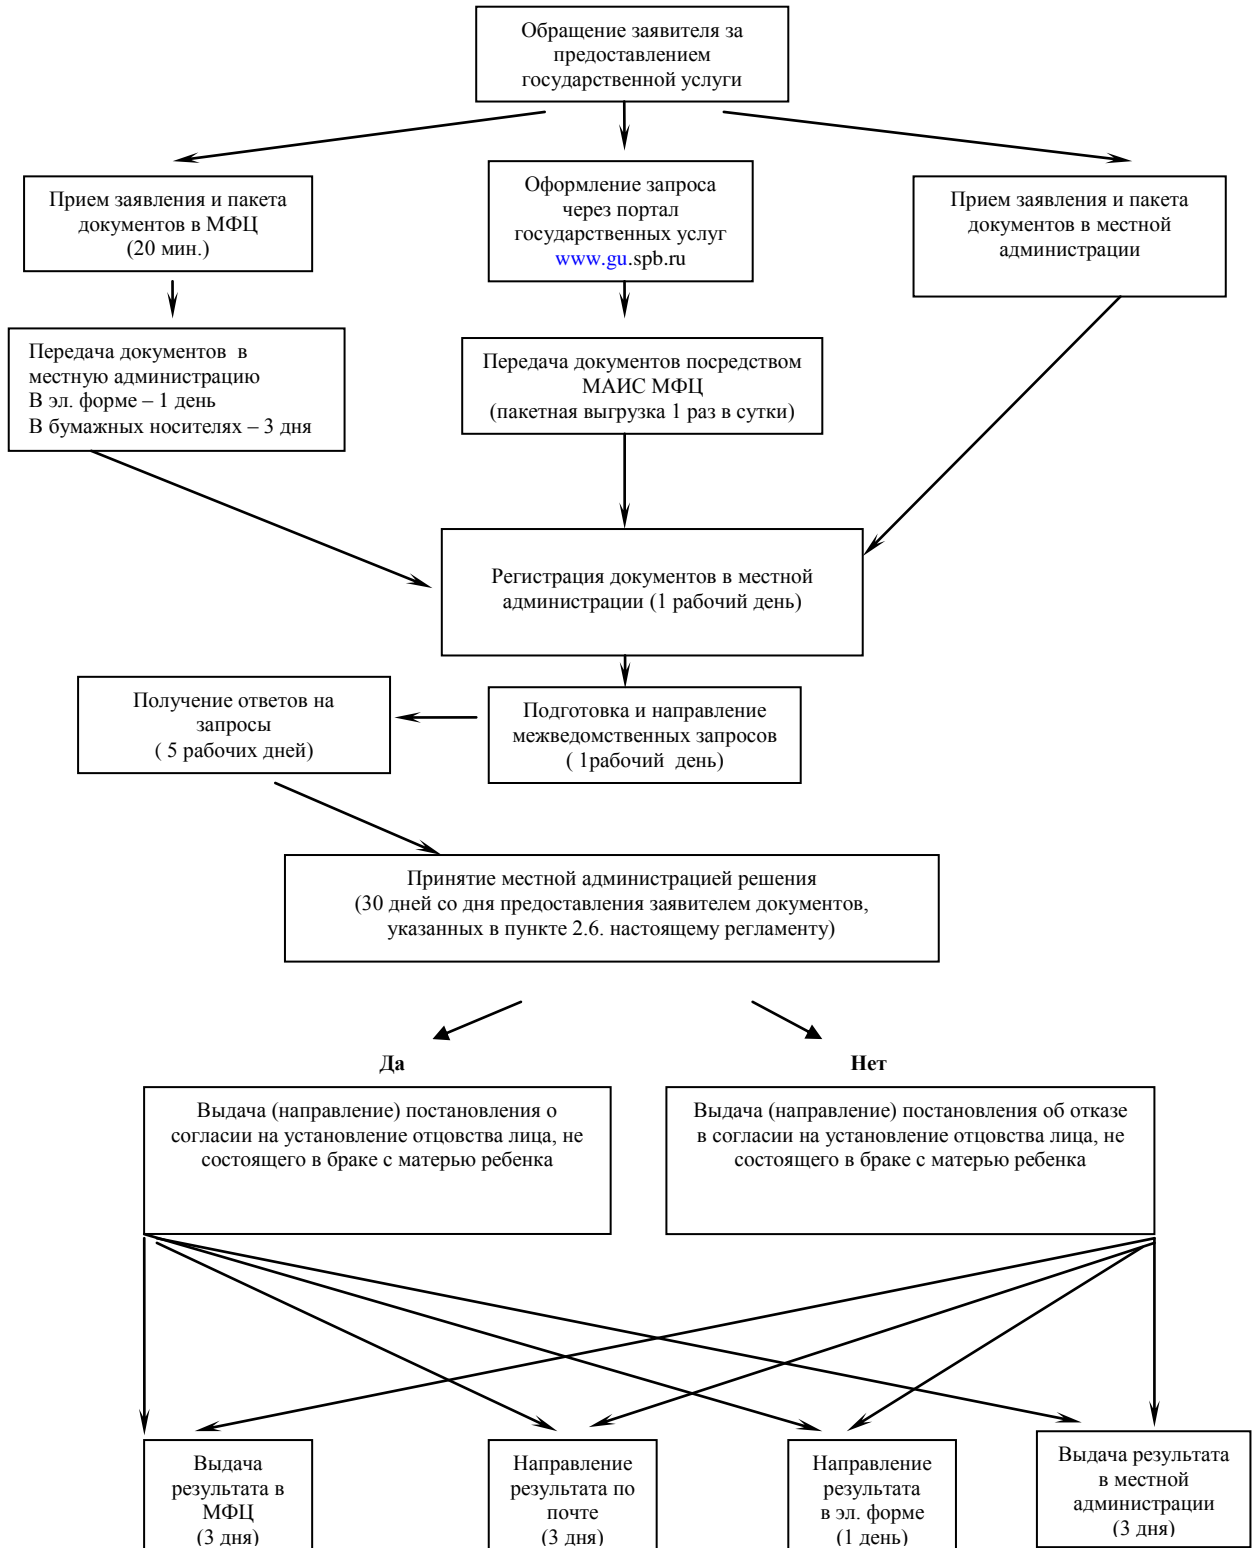 Обращение заявителя за
предоставлением
государственной услуги
Прием заявления и пакета
документов в МФЦ
(20 мин.)
Оформление запроса
через портал
государственных услуг
www.gu.spb.ru
Прием заявления и пакета
документов в местной
администрации
Передача документов в
местную администрацию
В эл. форме – 1 день
В бумажных носителях – 3 дня
Передача документов посредством
МАИС МФЦ
(пакетная выгрузка 1 раз в сутки)
Регистрация документов в местной
администрации (1 рабочий день)
Получение ответов на
запросы
( 5 рабочих дней)
Подготовка и направление
межведомственных запросов
( 1рабочий день)
Принятие местной администрацией решения
(30 дней со дня предоставления заявителем документов,
указанных в пункте 2.6. настоящему регламенту)
Да
Нет
Выдача (направление) постановления о
согласии на установление отцовства лица, не
состоящего в браке с матерью ребенка
Выдача (направление) постановления об отказе
в согласии на установление отцовства лица, не
состоящего в браке с матерью ребенка
Выдача
результата в
МФЦ
(3 дня)
Направление
результата по
почте
(3 дня)
Направление
результата
в эл. форме
(1 день)
Выдача результата
в местной
администрации
(3 дня)